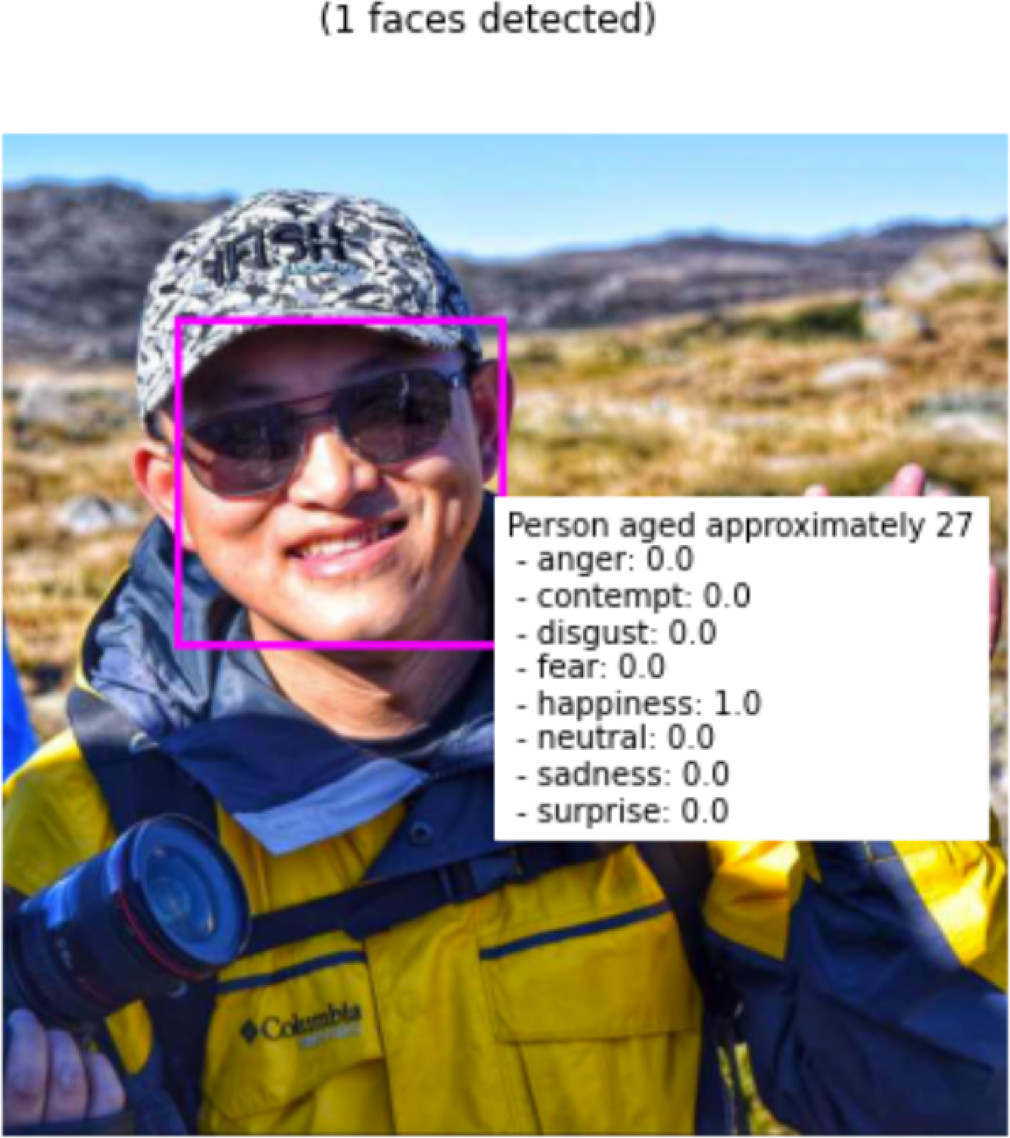 (1 faces detected)
HFISH
Person aged approximately 27
- anger: 0.0
- contempt: 0.0
- disgust: 0.0
- fear: 0.0
- happiness: 1.0
- neutral: 0.0
- sadness: 0.0
- surprise: 0.0
Columbia